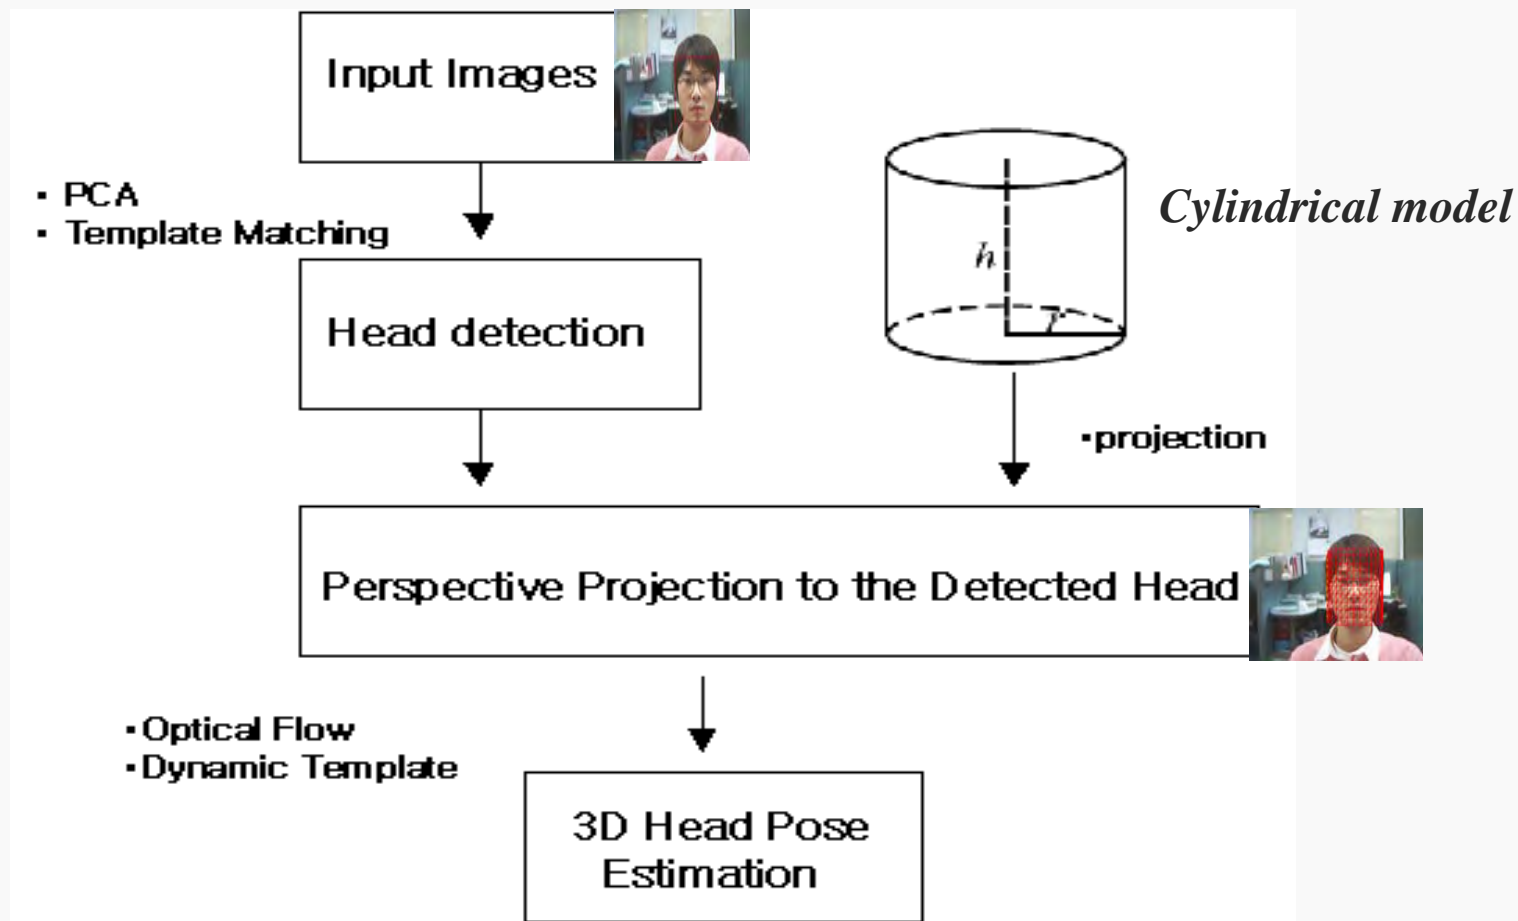 Input Images
▪ PCA
▪ Template Matching
Cylindrical model
h
r
Head detection
▪projection
Perspective Projection to the Detected Head
▪Optical Flow
▪Dynamic Template
3D Head Pose
Estimation